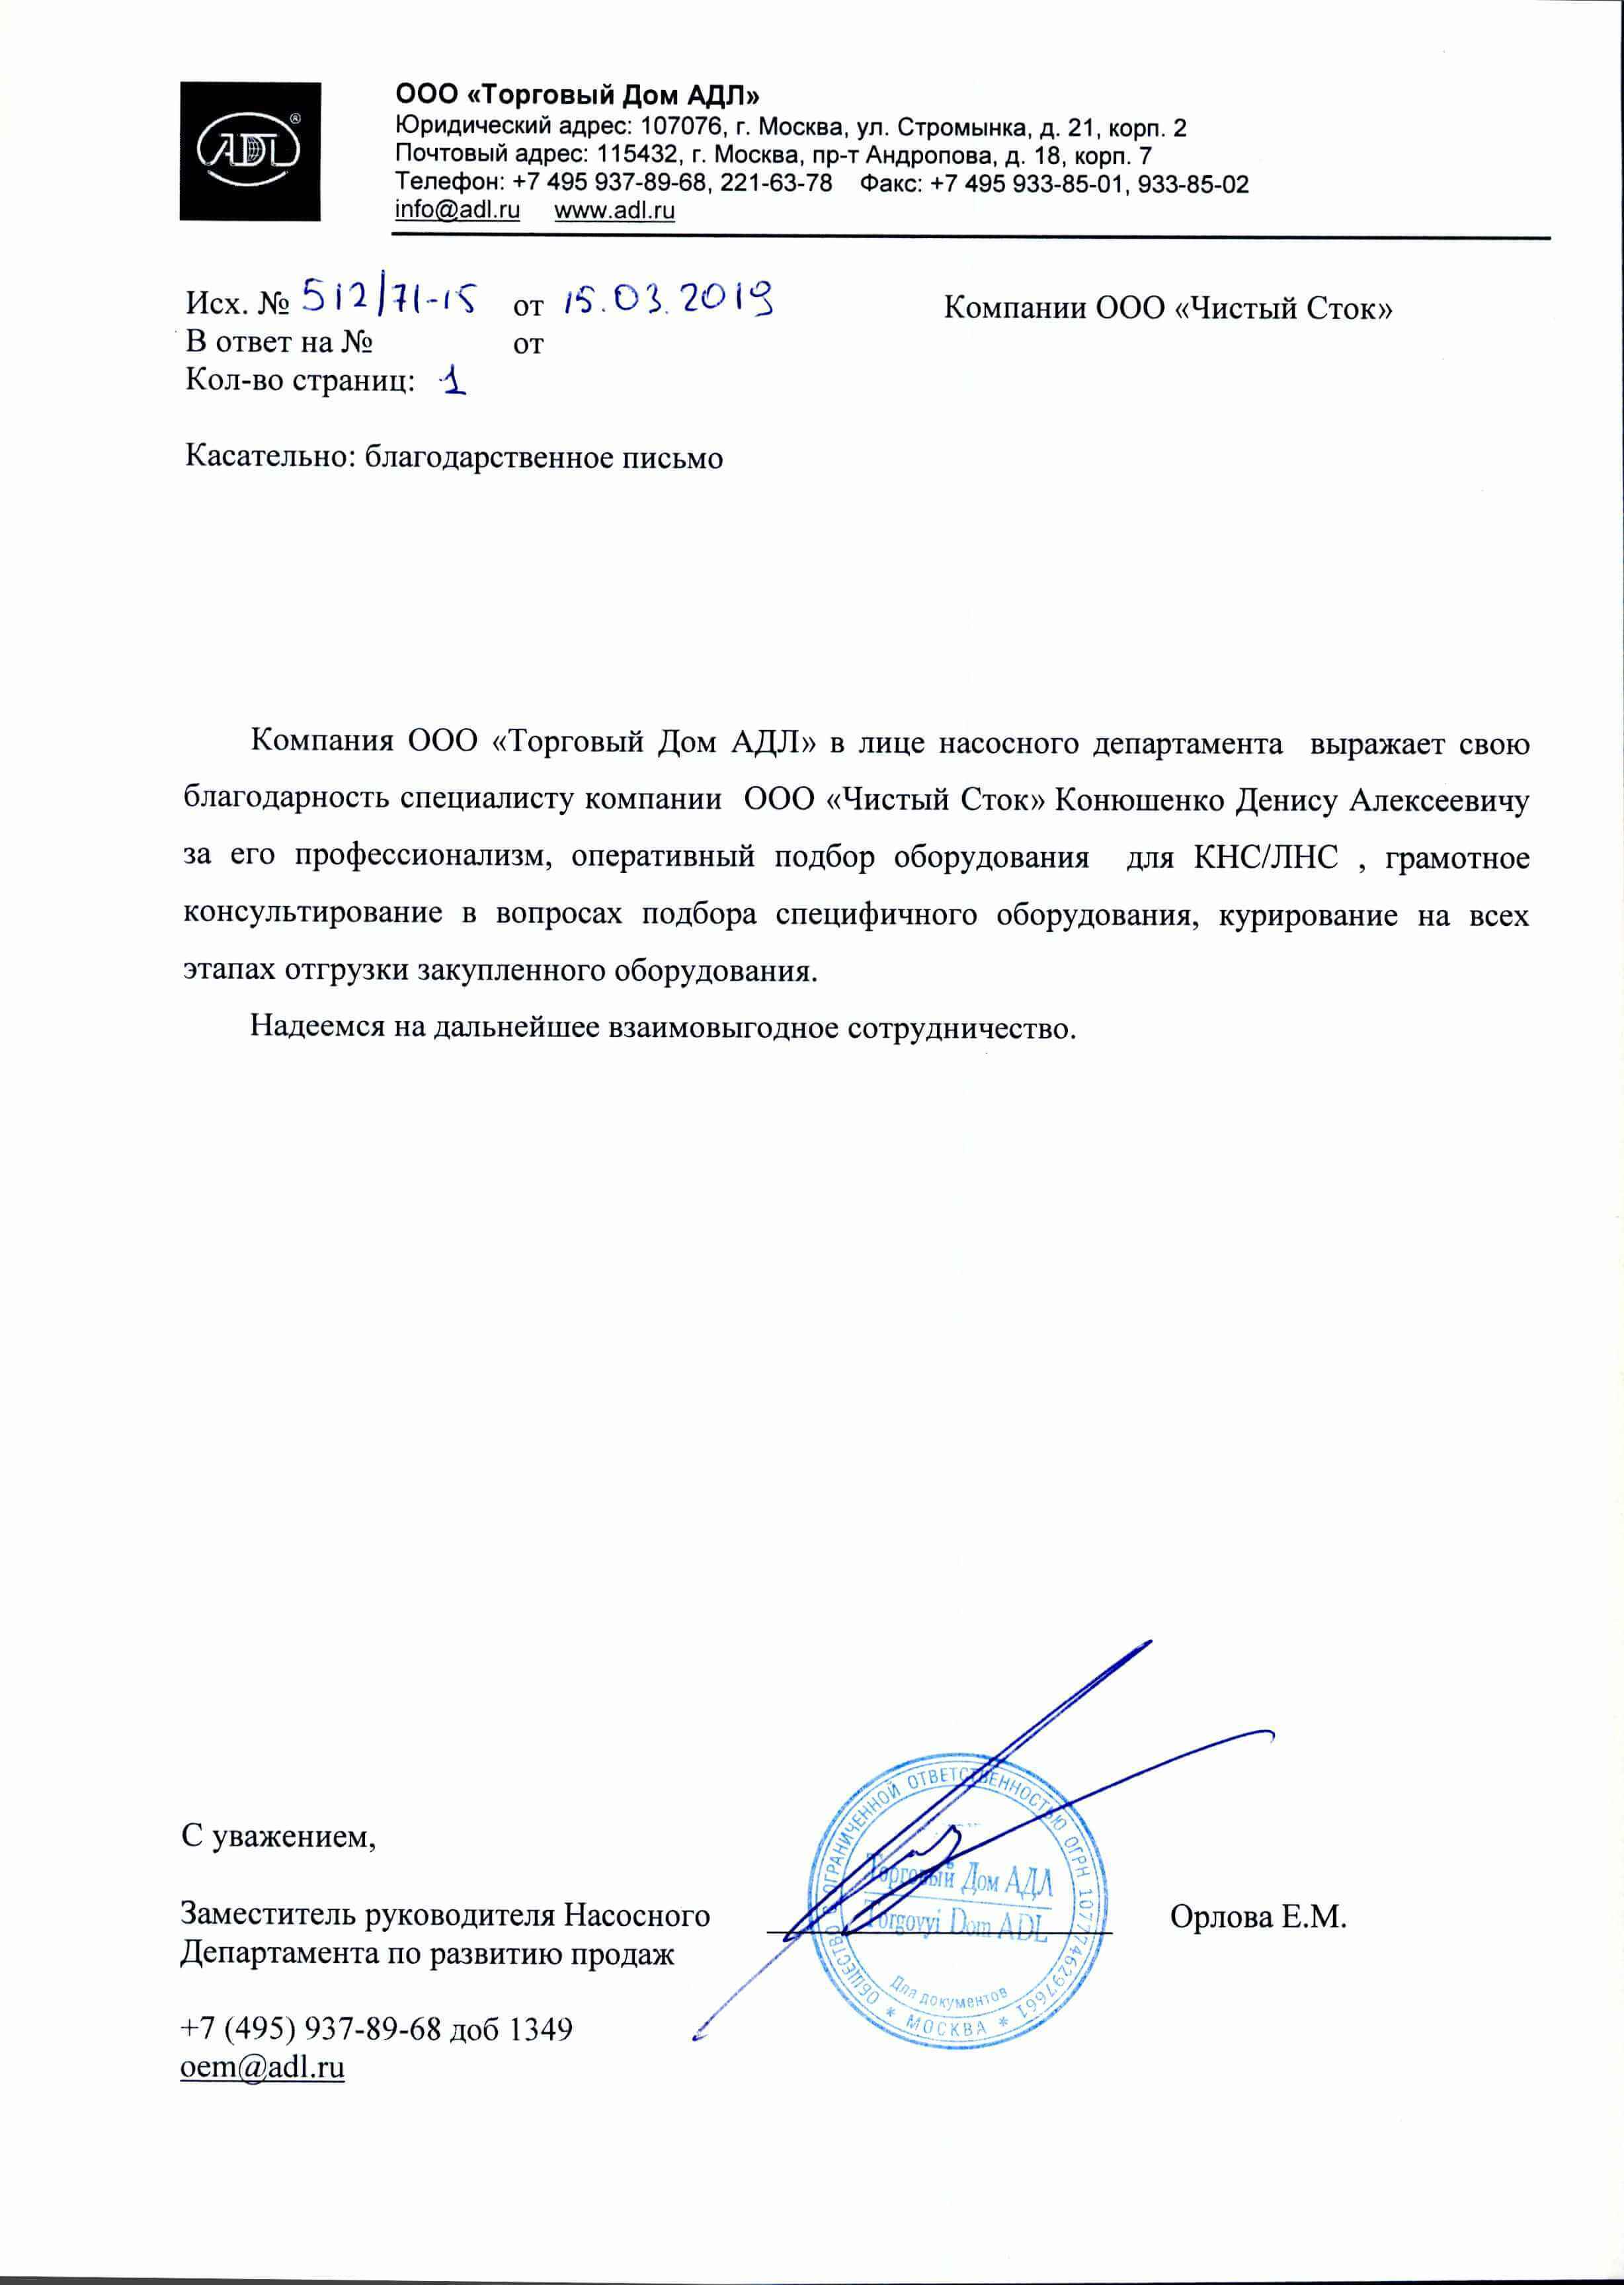 ADL ®
ООО «Торговый Дом АДЛ»
Юридический адрес: 107076, г. Москва, ул. Стромынка, д. 21, корп. 2
Почтовый адрес: 115432, г. Москва, пр-т Андропова, д. 18, корп. 7
Телефон: +7 495 937-89-68, 221-63-78 Факс: +7 495 933-85-01, 933-85-02
info@adl.ru www.adl.ru
Исх. № 512/71-15 от 15.03.2019
Компании ООО «Чистый Сток»
В ответ на № от
Кол-во страниц: 1
Касательно: благодарственное письмо
Компания ООО «Торговый Дом АДЛ» в лице насосного департамента выражает свою
благодарность специалисту компании ООО «Чистый Сток» Конюшенко Денису Алексеевичу
за его профессионализм, оперативный подбор оборудования для КНС/ЛНС , грамотное
консультирование в вопросах подбора специфичного оборудования, курирование на всех
этапах отгрузки закупленного оборудования.
Надеемся на дальнейшее взаимовыгодное сотрудничество.
С уважением,
Заместитель руководителя Насосного
Департамента по развитию продаж
Орлова Е.М.
ОБЩЕСТВО С ОГРАНИЧЕННОЙ ОТВЕТСТВЕННОСТЬЮ ОГРН 1077746297661
Торговый Дом АДЛ
Torgovyi Dom ADL
Для документов
* МОСКВА *
+7 (495) 937-89-68 доб 1349
oem@adl.ru